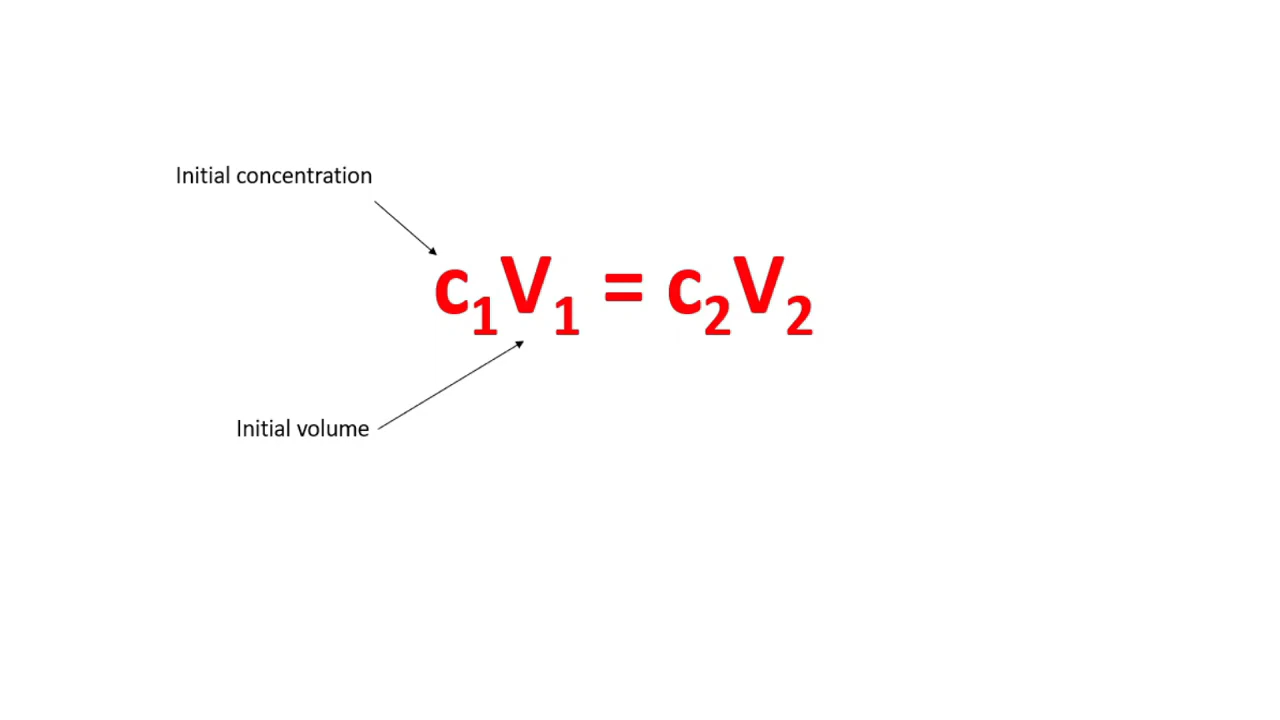 Initial concentration
c₁V₁ = c₂V₂
Initial volume